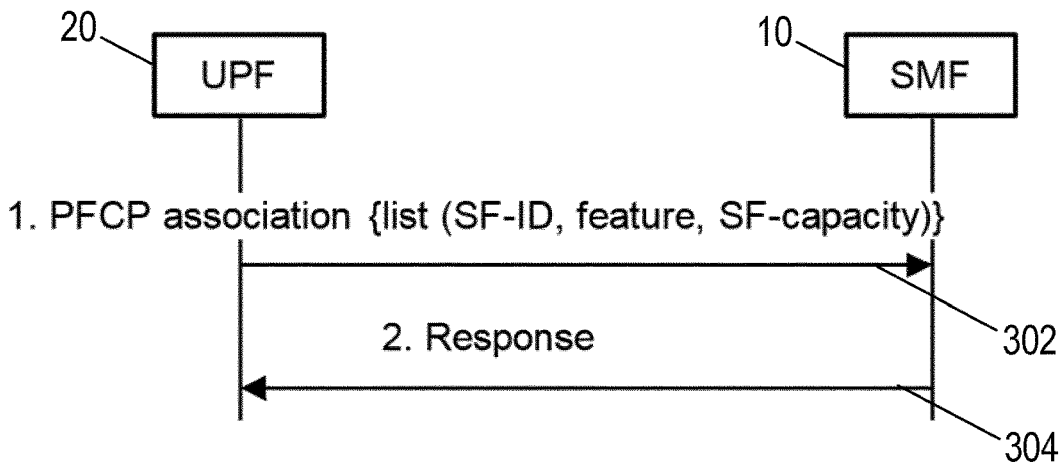 20
10
UPF
SMF
1. PFCP association {list (SF-ID, feature, SF-capacity)}
2. Response
302
304